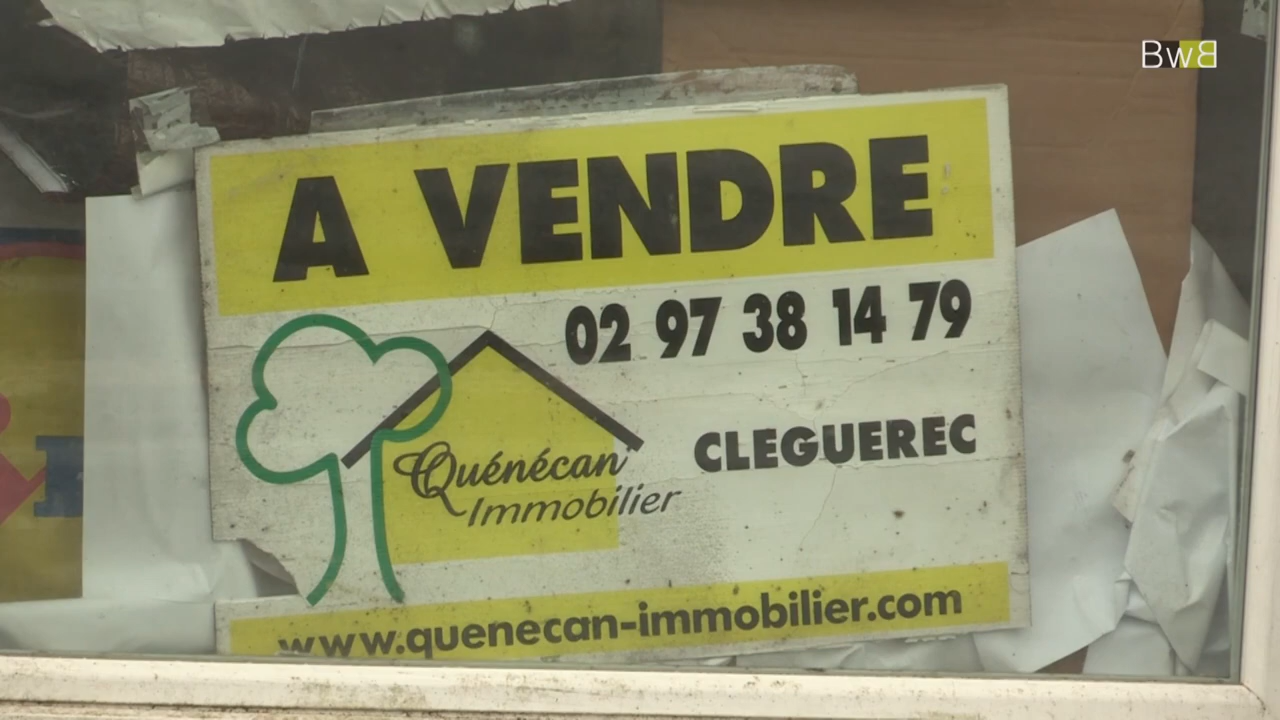 BwB
A VENDRE
02 97 38 14 79
CLEGUEREC
Quénécan
Immobilier
www.quenecan-immobilier.com